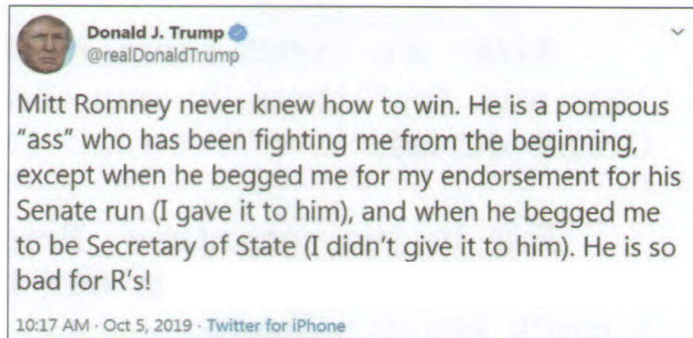 Donald J. Trump
@realDonaldTrump
Mitt Romney never knew how to win. He is a pompous
“ass” who has been fighting me from the beginning,
except when he begged me for my endorsement for his
Senate run (I gave it to him), and when he begged me
to be Secretary of State (I didn’t give it to him). He is so
bad for R’s!
10:17 AM · Oct 5, 2019 · Twitter for iPhone